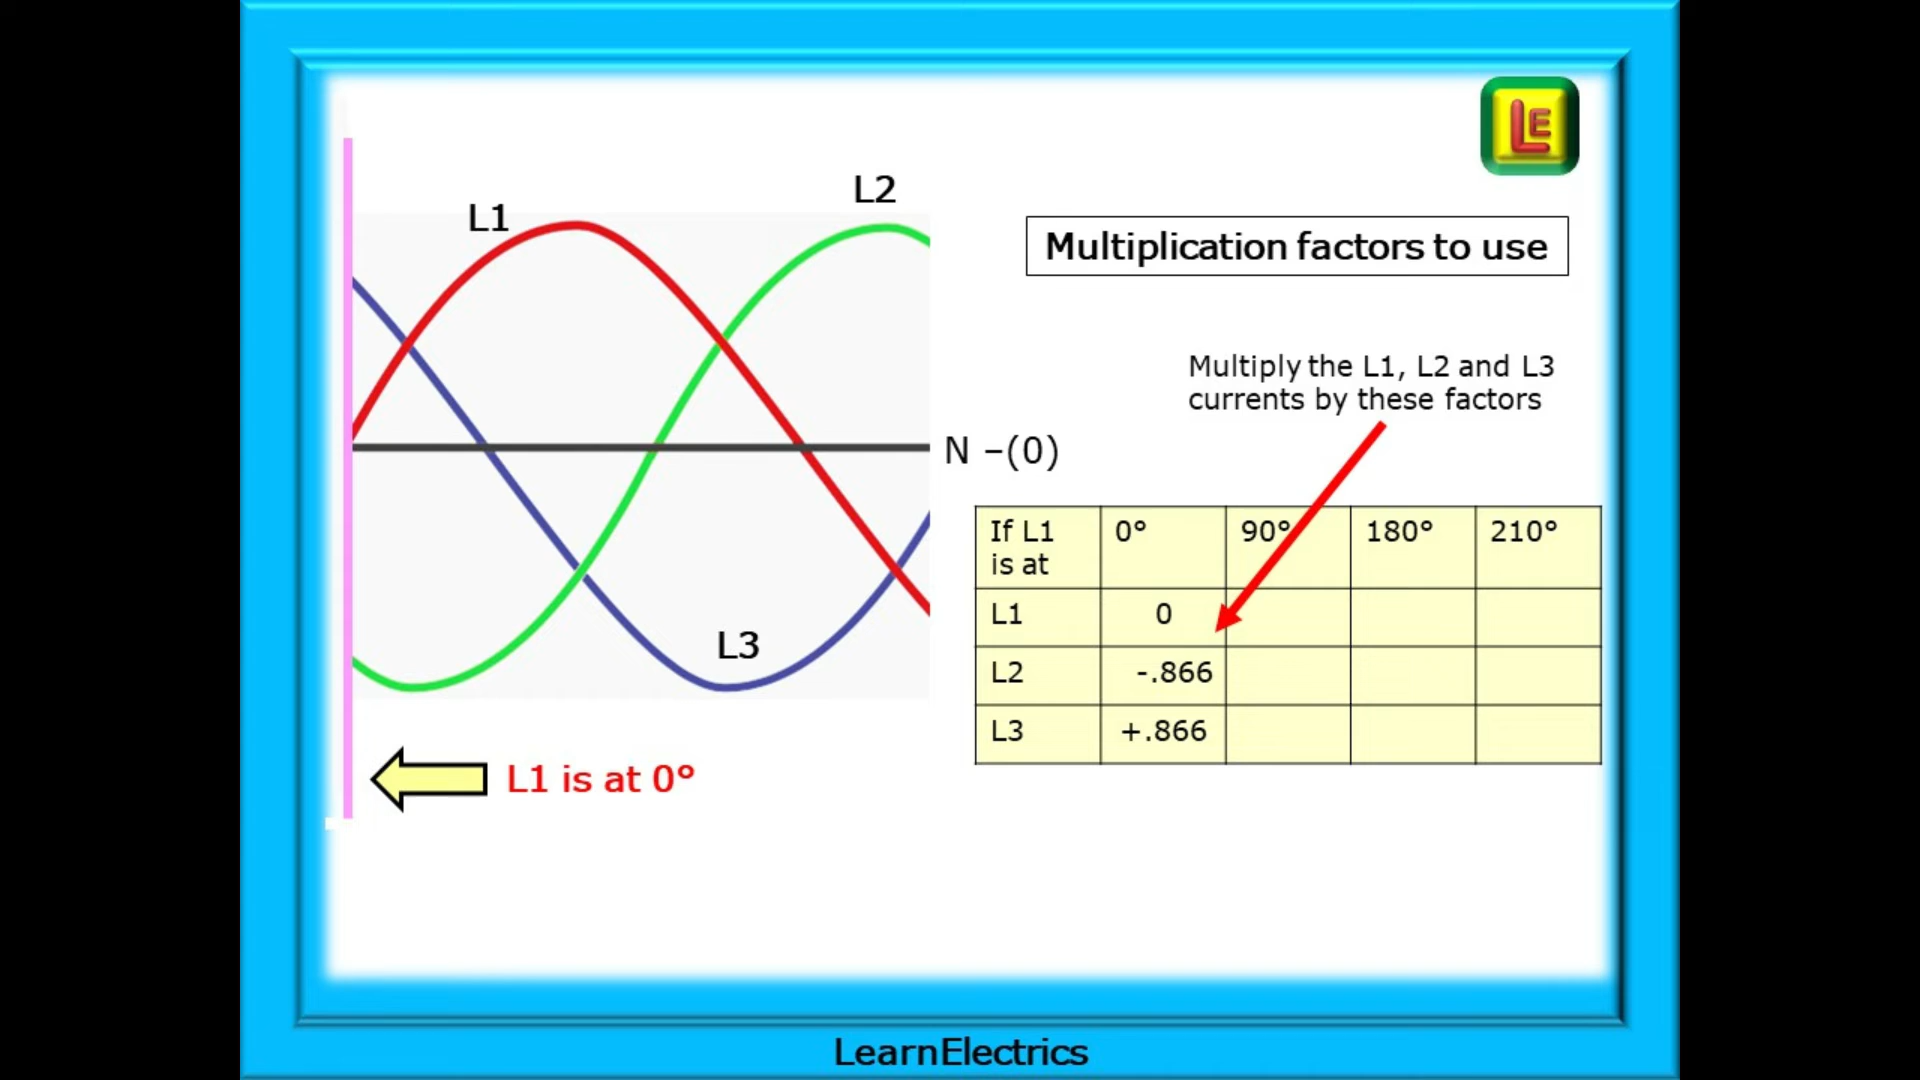 LE
L2
L1
Multiplication factors to use
Multiply the L1, L2 and L3
currents by these factors
N –(0)
If L1 is at 0° 90° 180° 210°
L1 0
L2 -.866
L3 +.866
L3
L1 is at 0°
LearnElectrics